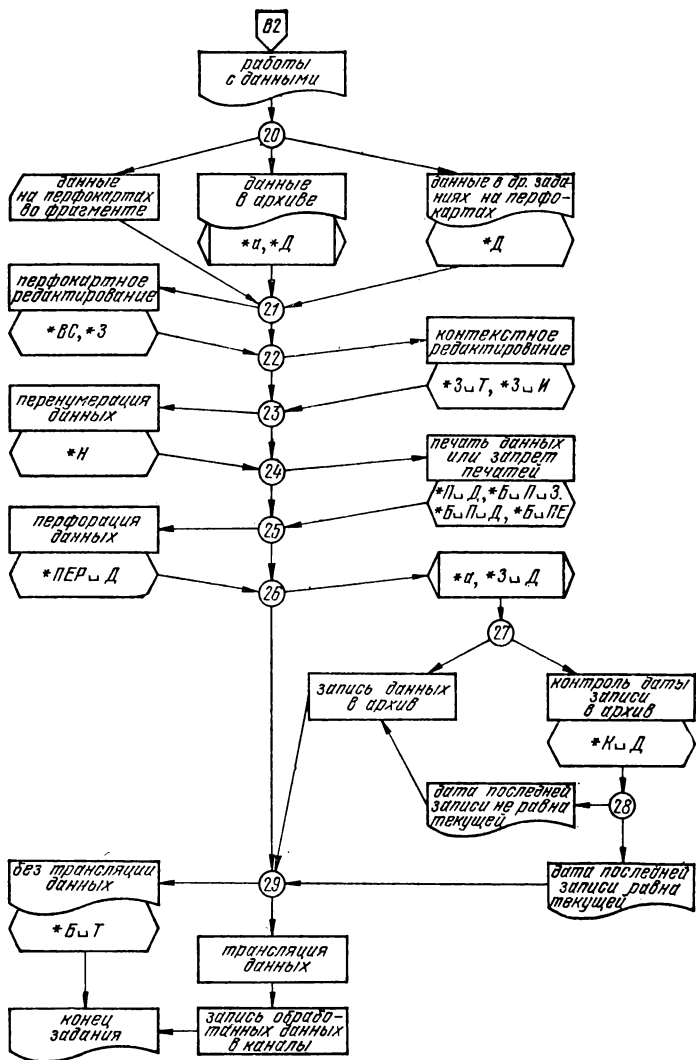 В2
работы
с данными
20
данные
на перфокартах
во фрагменте
данные
в архиве
*а, *Д
данные в др. зада-
ниях на перфо-
картах
*Д
перфокартное
редактирование
21
*ВС, *З
22
контекстное
редактирование
*З␣Т, *З␣И
перенумерация
данных
23
*Н
24
печать данных
или запрет
печатей
*П␣Д, *Б␣П␣З.
*Б␣П␣Д, *Б␣ПЕ
перфорация
данных
25
*ПЕР␣Д
26
*а, *З␣Д
27
запись данных
в архив
контроль даты
записи
в архив
*К␣Д
дата последней
записи не равна
текущей
28
без трансляции
данных
29
дата последней
записи равна
текущей
*Б␣Т
трансляция
данных
конец
задания
запись обрабо-
танных данных
в каналы